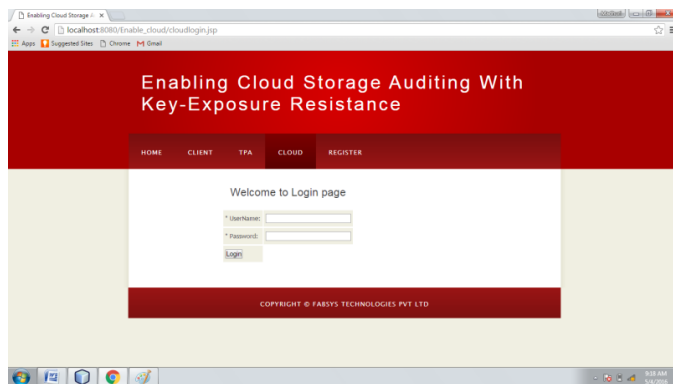 Enabling Cloud Storage A
localhost:8080/Enable_cloud/cloudlogin.jsp
Apps Suggested Sites Chrome Gmail
Enabling Cloud Storage Auditing With
Key-Exposure Resistance
HOME CLIENT TPA CLOUD REGISTER
Welcome to Login page
* UserName:
* Password:
Login
COPYRIGHT © FABSYS TECHNOLOGIES PVT LTD
9:18 AM